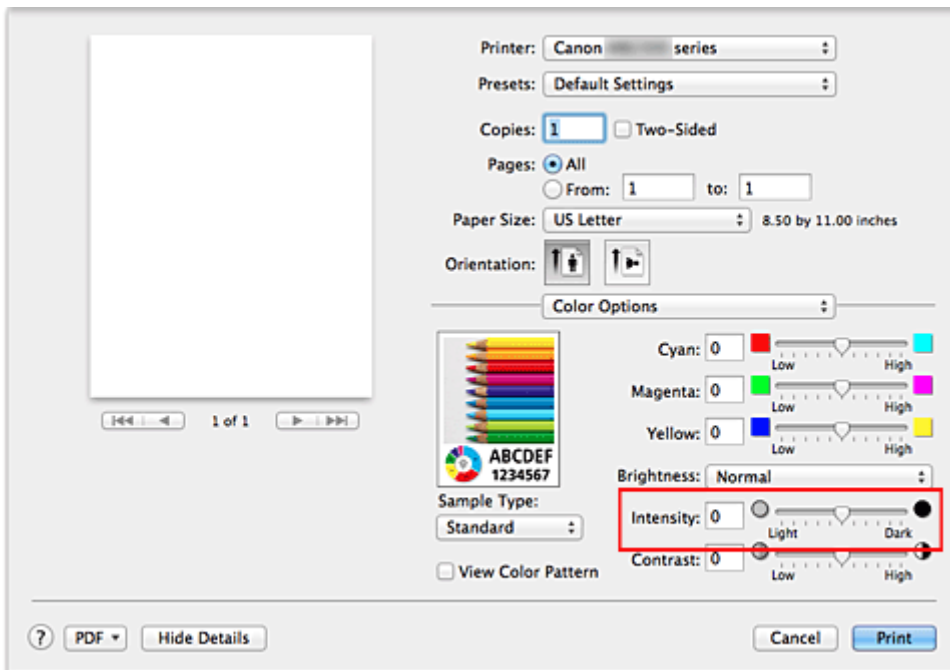 Printer: Canon series
Presets: Default Settings
Copies: 1 Two-Sided
Pages: All
From: 1 to: 1
Paper Size: US Letter 8.50 by 11.00 inches
Orientation:
Color Options
Cyan: 0
Low High
Magenta: 0
Low High
Yellow: 0
Low High
Brightness: Normal
Intensity: 0
Light Dark
Contrast: 0
Low High
1 of 1
ABCDEF
1234567
Sample Type:
Standard
View Color Pattern
? PDF Hide Details Cancel Print